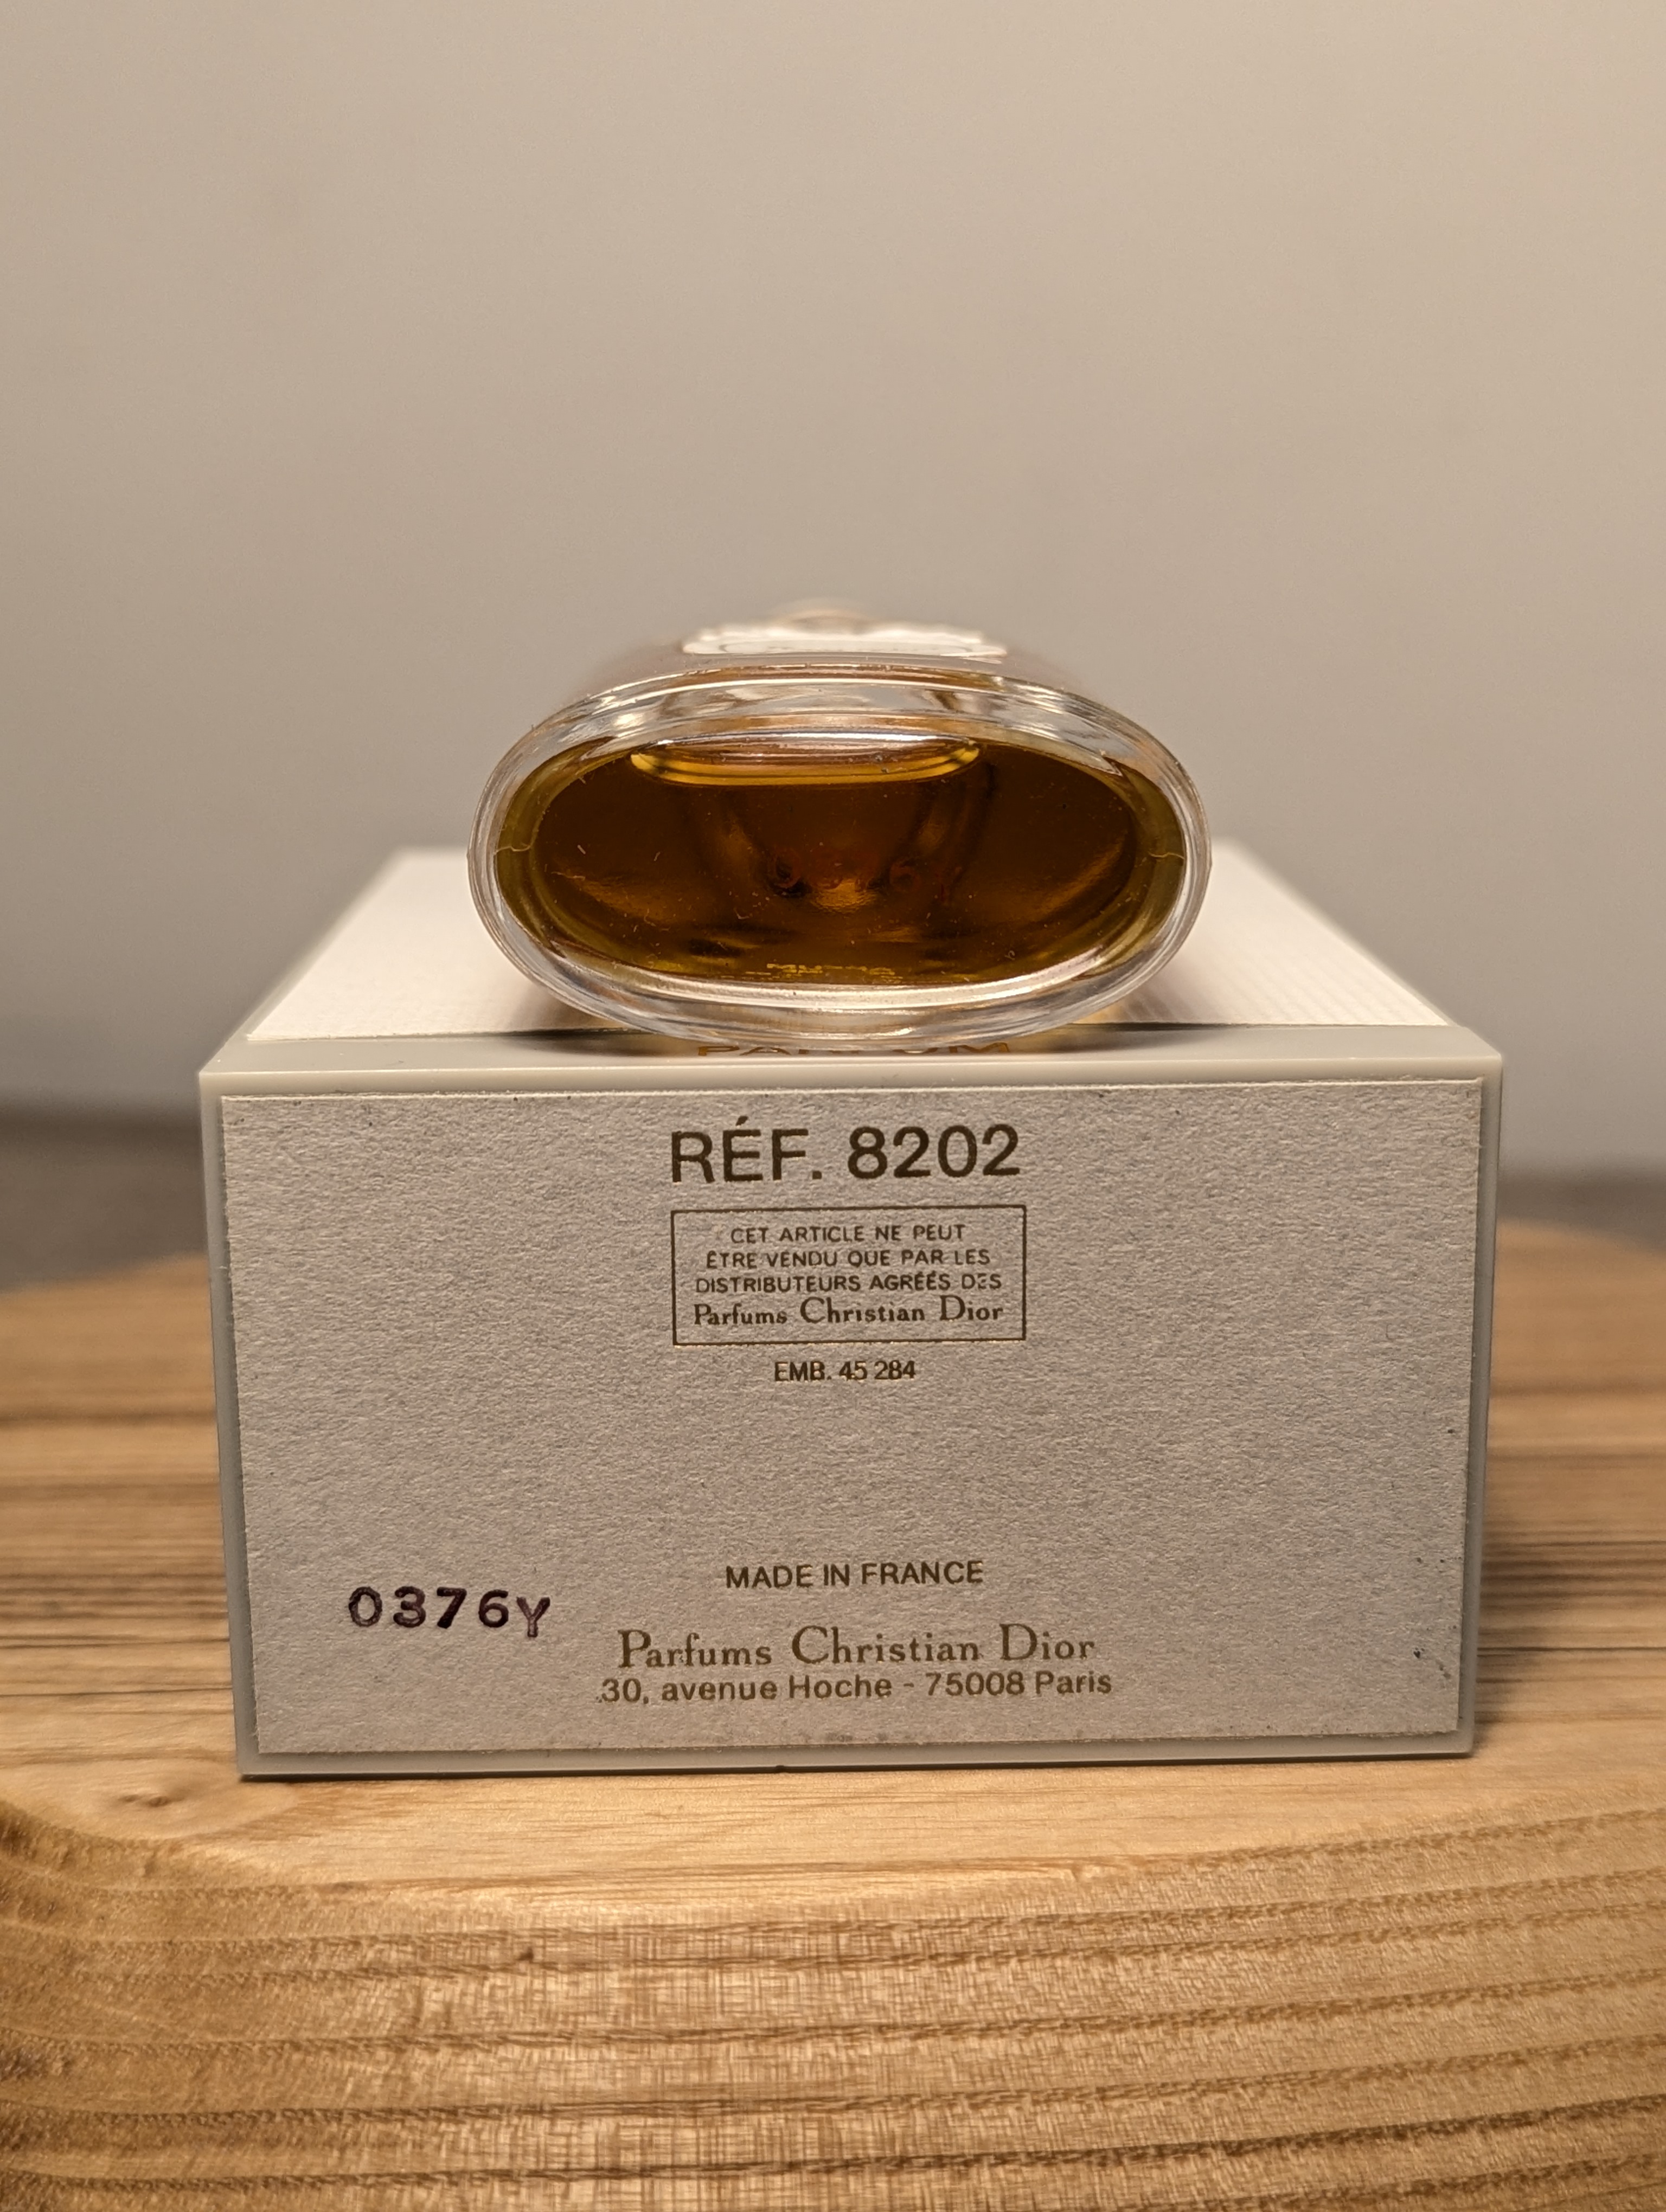 PARFUM
RÉF. 8202
CET ARTICLE NE PEUT
ÊTRE VENDU QUE PAR LES
DISTRIBUTEURS AGRÉÉS DES
Parfums Christian Dior
EMB. 45 284
MADE IN FRANCE
0376Y
Parfums Christian Dior
30, avenue Hoche - 75008 Paris